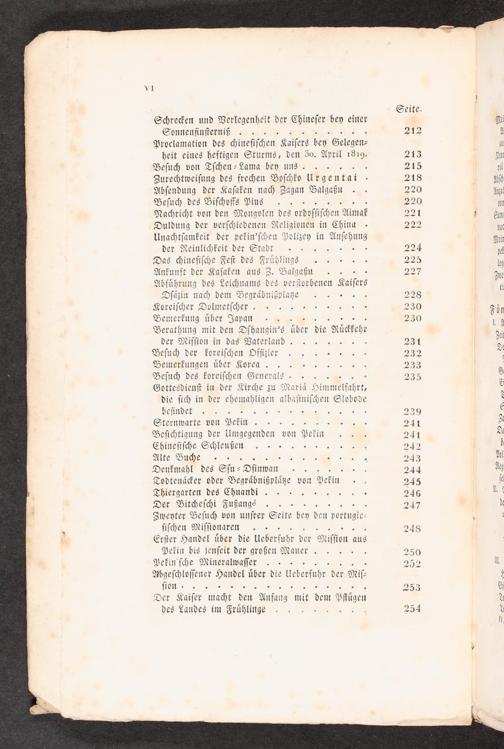 VI
Seite.
Schrecken und Verlegenheit der Chineser bey einer
Sonnenfinsterniß . . . . . . . . . . . 212
Proclamation des chinesischen Kaisers bey Gelegen-
heit eines heftigen Sturms, den 30. April 1819. 213
Besuch von Tschen-Lama bey uns . . . . . . 215
Zurechtweisung des frechen Boschko Urgentai . 218
Absendung der Kasaken nach Zagan Balgaßu . . 220
Besuch des Bischoffs Pius . . . . . . . . 220
Nachricht von den Mongolen des ordossischen Aimak 221
Duldung der verschiedenen Religionen in China . 222
Unachtsamkeit der pekin'schen Polizey in Ansehung
der Reinlichkeit der Stadt . . . . . . . 224
Das chinesische Fest des Frühlings . . . . . 225
Ankunft der Kasaken aus Z. Balgaßu . . . . 227
Abführung des Leichnams des verstorbenen Kaisers
Dsäzin nach dem Begräbnißplatze . . . . . 228
Koreischer Dolmetscher . . . . . . . . . . 230
Bemerkung über Japan . . . . . . . . . 230
Berathung mit den Dshangin's über die Rückkehr
der Mission in das Vaterland . . . . . . . 231
Besuch der koreischen Offizier . . . . . . . 232
Bemerkungen über Korea . . . . . . . . . 233
Besuch des koreischen Generals . . . . . . . 235
Gottesdienst in der Kirche zu Mariä Himmelfahrt,
die sich in der ehemahligen albasinischen Slobode
befindet . . . . . . . . . . . . . . 239
Sternwarte von Pekin . . . . . . . . . . 241
Besichtigung der Umgegenden von Pekin . . . 241
Chinesische Schleußen . . . . . . . . . . 242
Alte Buche . . . . . . . . . . . . . 243
Denkmahl des Ssu-Dsinwan . . . . . . . 244
Todtenäcker oder Begräbnißplätze von Pekin . . 245
Thiergarten des Chuandi . . . . . . . . . 246
Der Bitcheschi Fußangs . . . . . . . . . 247
Zweyter Besuch von unsrer Seite bey den portugie-
sischen Missionaren . . . . . . . . . . 248
Erster Handel über die Ueberfuhr der Mission aus
Pekin bis jenseit der großen Mauer . . . . . 250
Pekin'sche Mineralwasser . . . . . . . . . 252
Abgeschlossener Handel über die Ueberfuhr der Mis-
sion . . . . . . . . . . . . . . . . 253
Der Kaiser macht den Anfang mit dem Pflügen
des Landes im Frühlinge . . . . . . . . 254